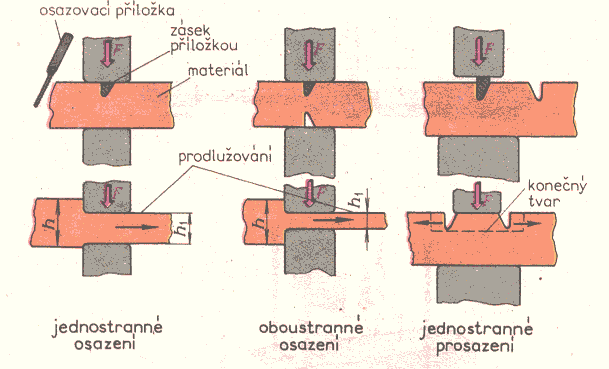 osazovací příložka
zásek
příložkou
materiál
F
F
F
prodlužování
konečný
tvar
F
F
F
h
h1
h
h1
jednostranné
osazení
oboustranné
osazení
jednostranné
prosazení